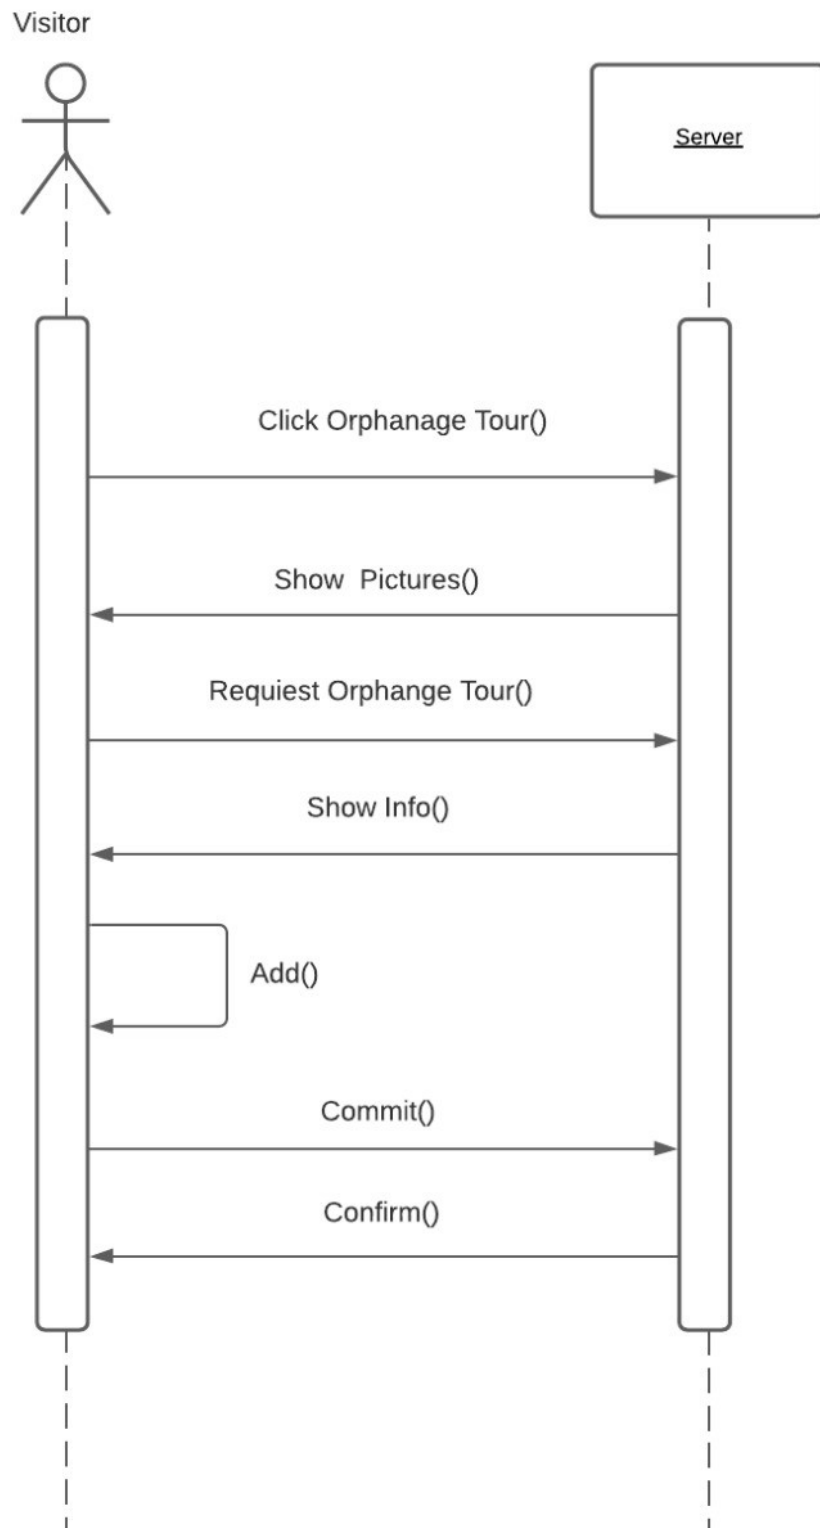 Visitor
Server
Click Orphanage Tour()
Show Pictures()
Requiest Orphange Tour()
Show Info()
Add()
Commit()
Confirm()